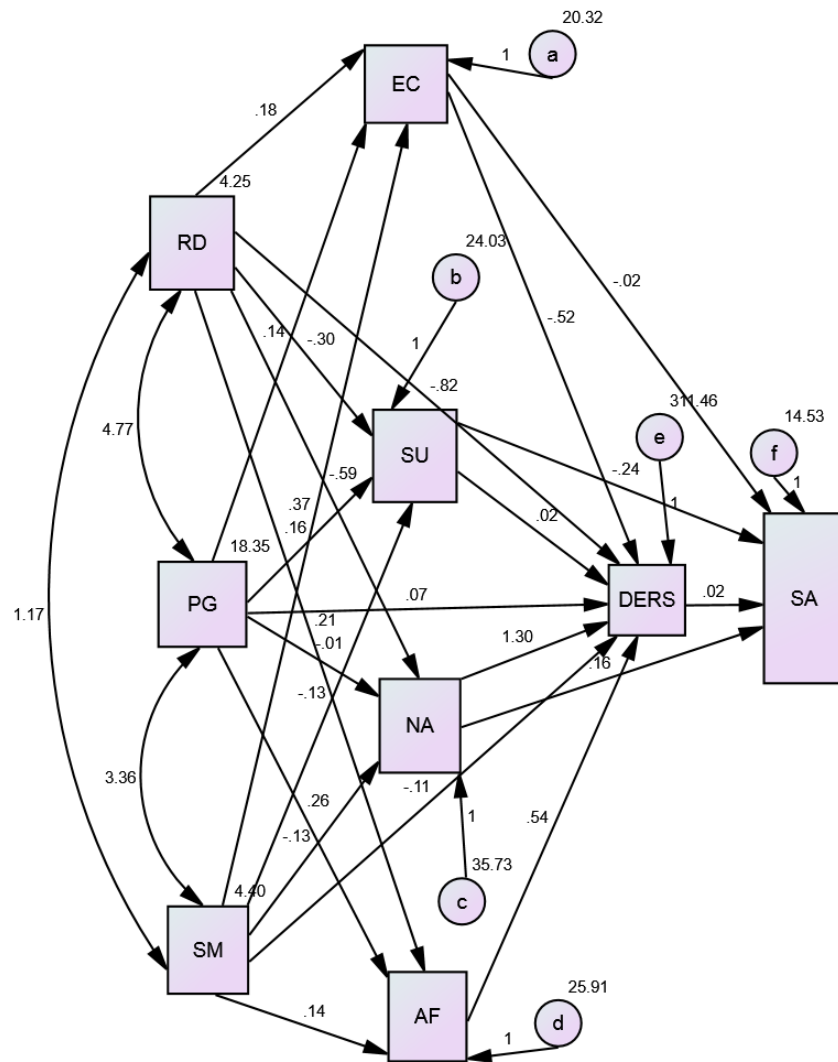 20.32
a
1
EC
.18
4.25
RD
24.03
b
-.02
.14
-.30
1
-.52
-.82
311.46
14.53
4.77
e
f
SU
-.59
-.24
1
.37
1
.16
.02
18.35
PG
.07
DERS
.02
SA
1.17
.21
-.01
1.30
.16
-.13
NA
3.36
-.11
.26
1
.54
-.13
35.73
4.40
c
SM
AF
25.91
.14
d
1